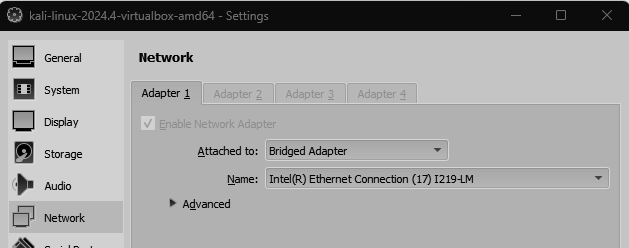 kali-linux-2024.4-virtualbox-amd64 - Settings
General
System
Display
Storage
Audio
Network
Network
Adapter 1 Adapter 2 Adapter 3 Adapter 4
Enable Network Adapter
Attached to: Bridged Adapter
Name: Intel(R) Ethernet Connection (17) I219-LM
Advanced